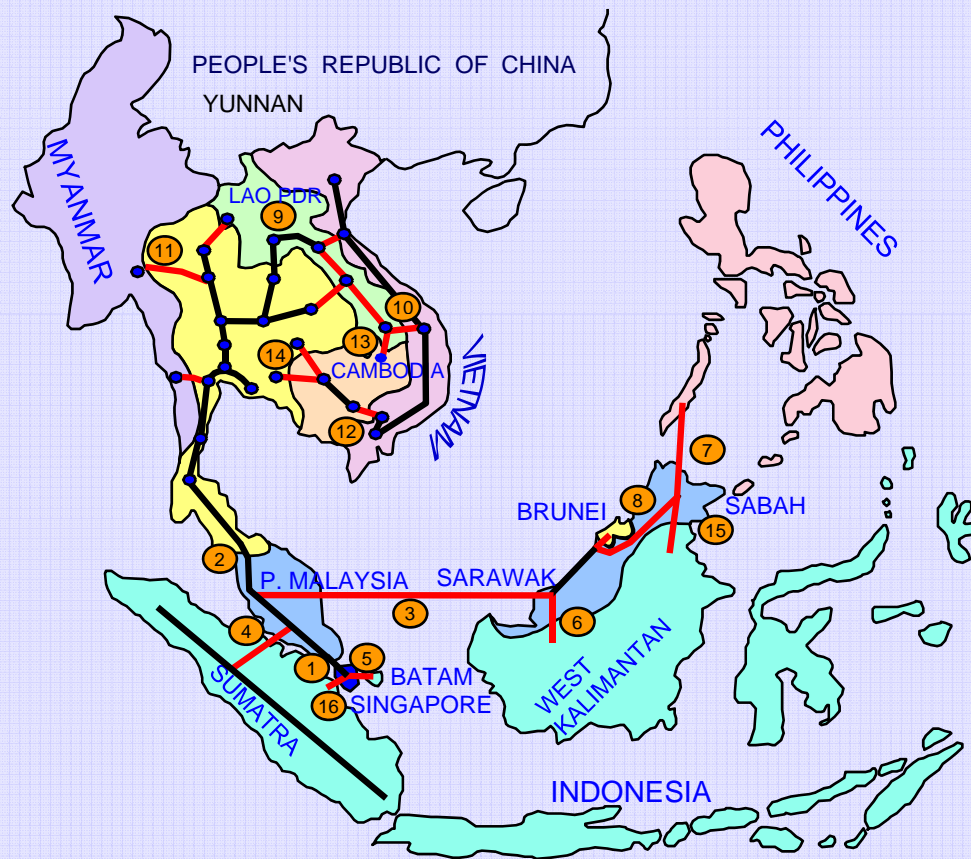 PEOPLE'S REPUBLIC OF CHINA
YUNNAN
PHILIPPINES
MYANMAR
LAO PDR
9
11
10
13
14
CAMBODIA
VIETNAM
12
7
8
BRUNEI
SABAH
15
2
P. MALAYSIA
SARAWAK
3
6
4
1
5
BATAM
16
SINGAPORE
SUMATRA
WEST
KALIMANTAN
INDONESIA